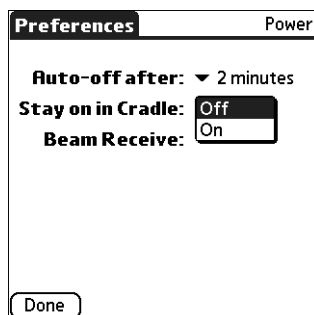 Preferences Power
Auto-off after: 2 minutes
Stay on in Cradle: Off
Beam Receive: On
Done